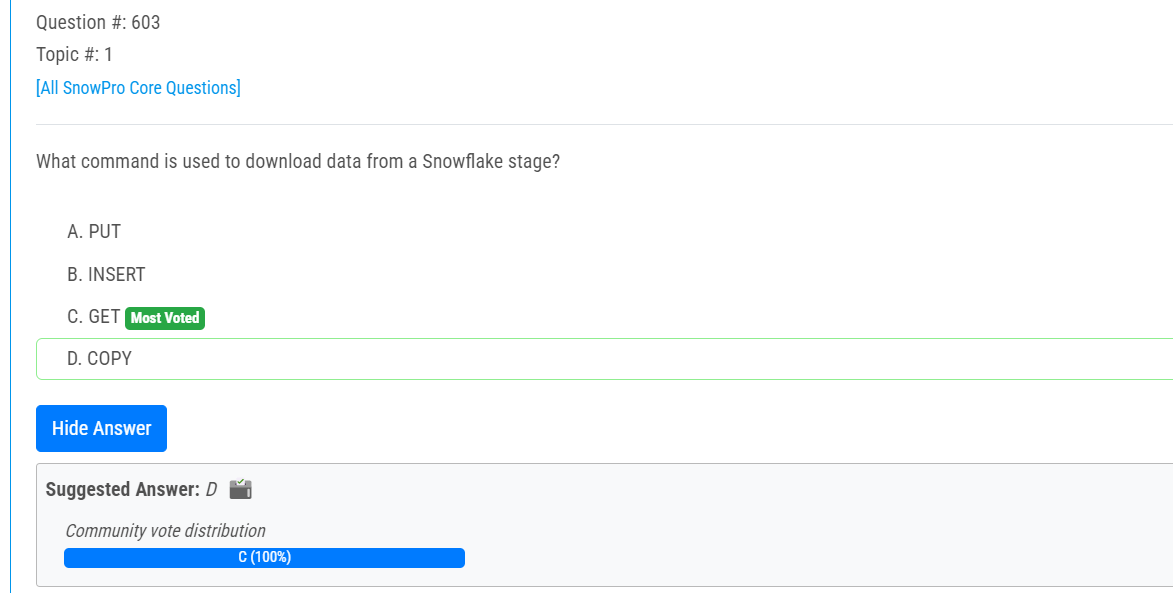 Question #: 603
Topic #: 1
[All SnowPro Core Questions]
What command is used to download data from a Snowflake stage?
A. PUT
B. INSERT
C. GET Most Voted
D. COPY
Hide Answer
Suggested Answer: D
Community vote distribution
C (100%)